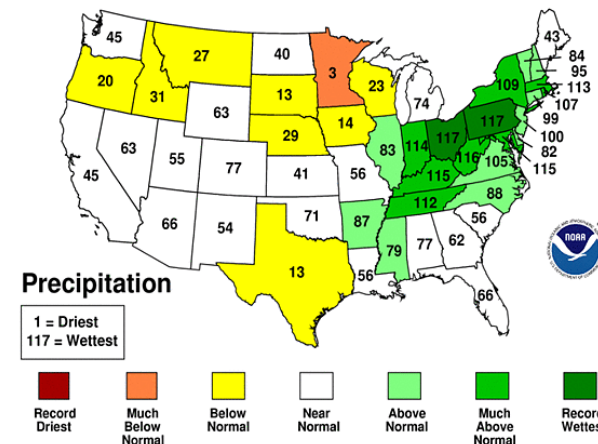 45
27
40
3
43
84
95
113
107
99
100
82
115
20
31
13
23
74
109
63
14
117
117
63
29
83
114
116
105
45
55
77
41
56
115
88
112
66
54
71
87
56
13
79
77
62
56
66
NOAA
Precipitation
1 = Driest
117 = Wettest
Record
Driest
Much
Below
Normal
Below
Normal
Near
Normal
Above
Normal
Much
Above
Normal
Recor
Wettes